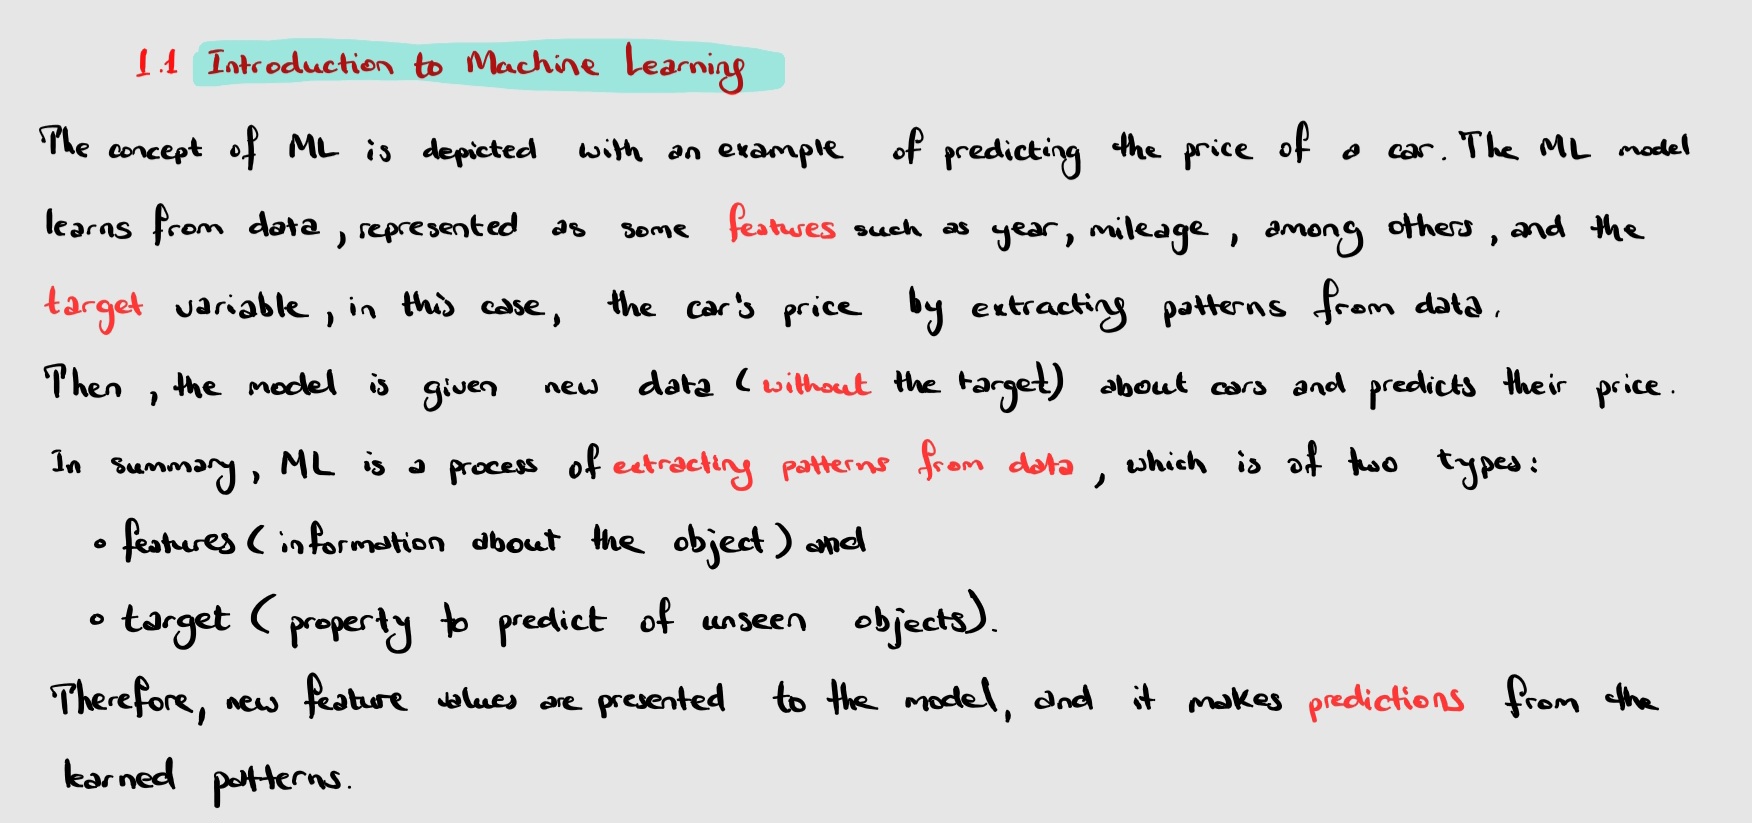 1.1 Introduction to Machine Learning
The concept of ML is depicted with an example of predicting the price of a car. The ML model
learns from data, represented as some features such as year, mileage, among others, and the
target variable, in this case, the car's price by extracting patterns from data.
Then, the model is given new data (without the target) about cars and predicts their price.
In summary, ML is a process of extracting patterns from data, which is of two types:
• features (information about the object) and
• target (property to predict of unseen objects).
Therefore, new feature values are presented to the model, and it makes predictions from the
learned patterns.